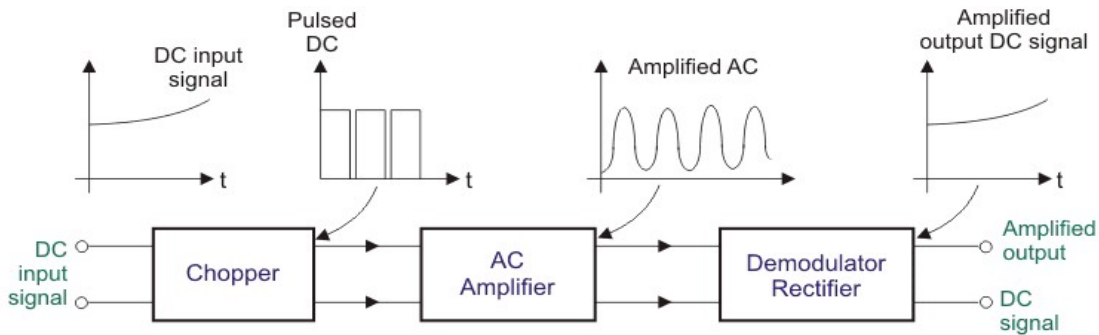 Pulsed
DC
DC input
signal
t
t
Amplified AC
Amplified
output DC signal
t
DC
input
signal
Chopper
AC
Amplifier
Demodulator
Rectifier
Amplified
output
DC
signal